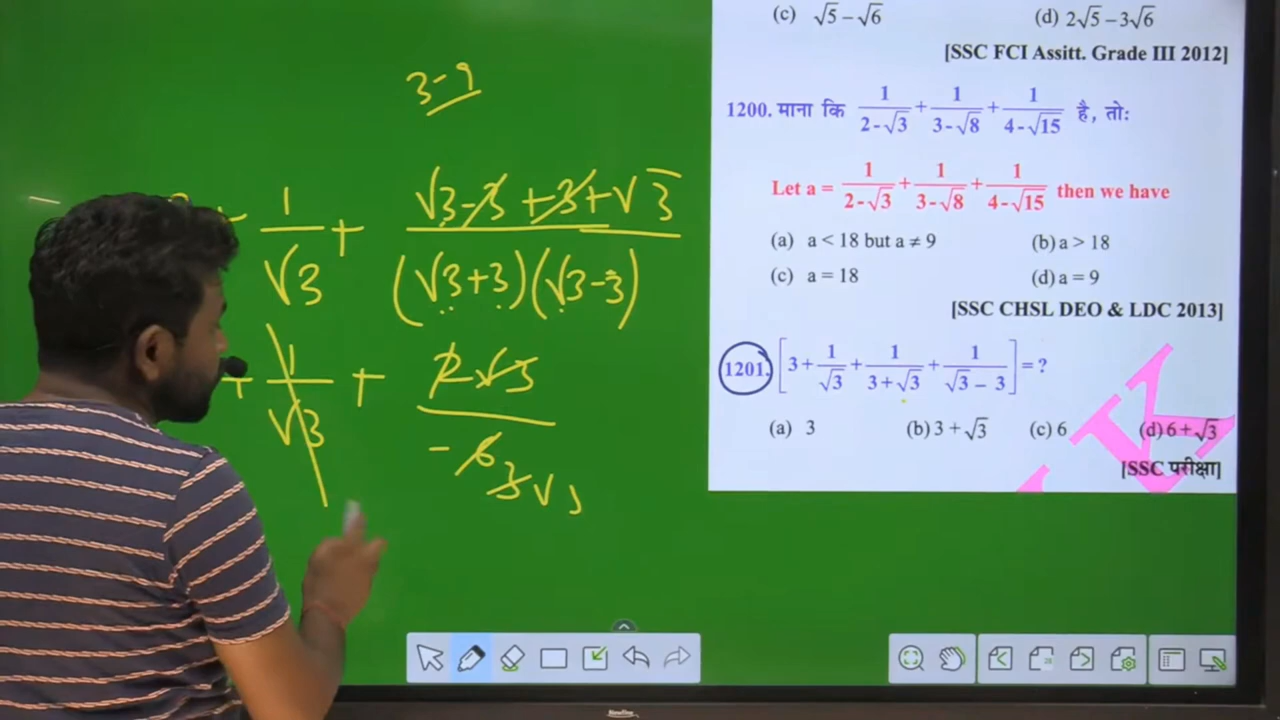 3-9
1/√3 + (√3-3+3+√3)/((√3+3)(√3-3))
+ 1/√3 + 2√3/-6
3√3
(c) √5-√6 (d) 2√5-3√6
[SSC FCI Assitt. Grade III 2012]
1200. माना कि 1/(2-√3) + 1/(3-√8) + 1/(4-√15) है, तोः
Let a = 1/(2-√3) + 1/(3-√8) + 1/(4-√15) then we have
(a) a < 18 but a ≠ 9 (b) a > 18
(c) a = 18 (d) a = 9
[SSC CHSL DEO & LDC 2013]
1201. [3 + 1/√3 + 1/(3+√3) + 1/(√3-3)] = ?
(a) 3 (b) 3 + √3 (c) 6 (d) 6 + √3
[SSC परीक्षा]